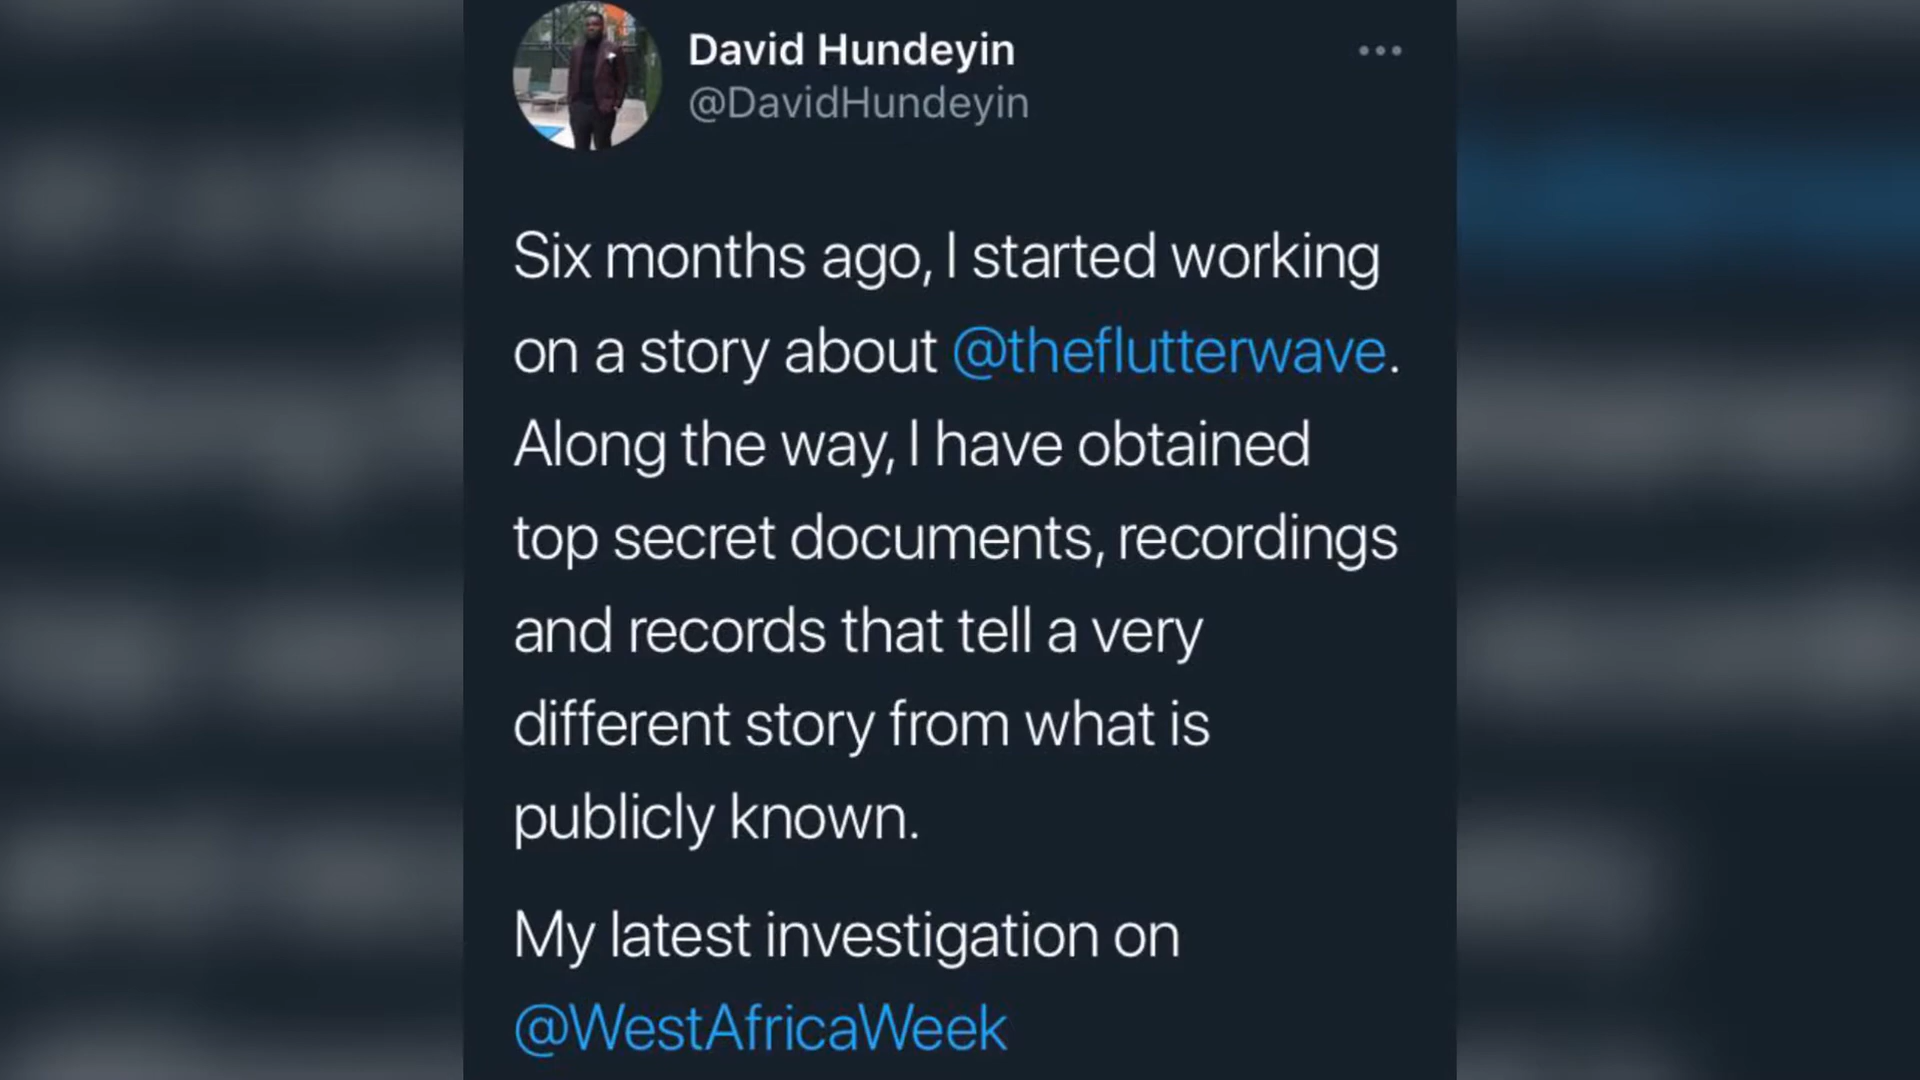 David Hundeyin
@DavidHundeyin
Six months ago, I started working
on a story about @theflutterwave.
Along the way, I have obtained
top secret documents, recordings
and records that tell a very
different story from what is
publicly known.
My latest investigation on
@WestAfricaWeek